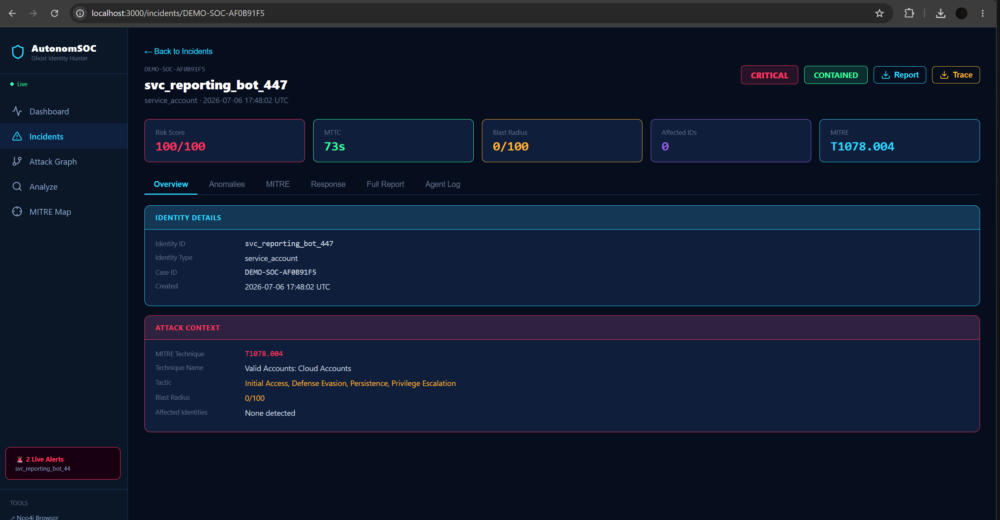 localhost:3000/incidents/DEMO-SOC-AF0B91F5
AutonomSOC
Ghost Identity Hunter
Live
Dashboard
Incidents
Attack Graph
Analyze
MITRE Map
2 Live Alerts
svc_reporting_bot_44
TOOLS
↗ Neo4j Browser
← Back to Incidents
DEMO-SOC-AF0B91F5
svc_reporting_bot_447
service_account · 2026-07-06 17:48:02 UTC
CRITICAL
CONTAINED
Report
Trace
Risk Score
100/100
MTTC
73s
Blast Radius
0/100
Affected IDs
0
MITRE
T1078.004
Overview Anomalies MITRE Response Full Report Agent Log
IDENTITY DETAILS
Identity ID svc_reporting_bot_447
Identity Type service_account
Case ID DEMO-SOC-AF0B91F5
Created 2026-07-06 17:48:02 UTC
ATTACK CONTEXT
MITRE Technique T1078.004
Technique Name Valid Accounts: Cloud Accounts
Tactic Initial Access, Defense Evasion, Persistence, Privilege Escalation
Blast Radius 0/100
Affected Identities None detected